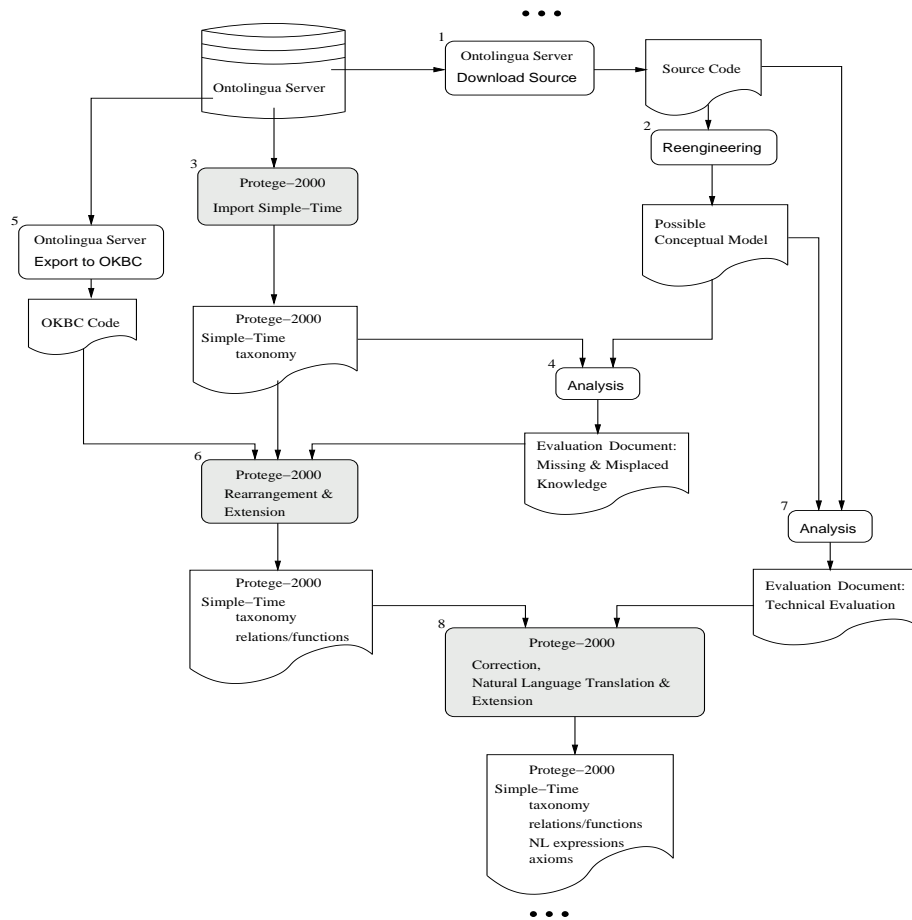 • • •
1
Ontolingua Server
Download Source
Source Code
Ontolingua Server
2
Reengineering
3
Protege−2000
Import Simple−Time
5
Ontolingua Server
Export to OKBC
Possible
Conceptual Model
OKBC Code
Protege−2000
Simple−Time
taxonomy
4
Analysis
Evaluation Document:
Missing & Misplaced
Knowledge
6
Protege−2000
Rearrangement &
Extension
7
Analysis
Protege−2000
Simple−Time
taxonomy
relations/functions
Evaluation Document:
Technical Evaluation
8
Protege−2000
Correction,
Natural Language Translation &
Extension
Protege−2000
Simple−Time
taxonomy
relations/functions
NL expressions
axioms
• • •